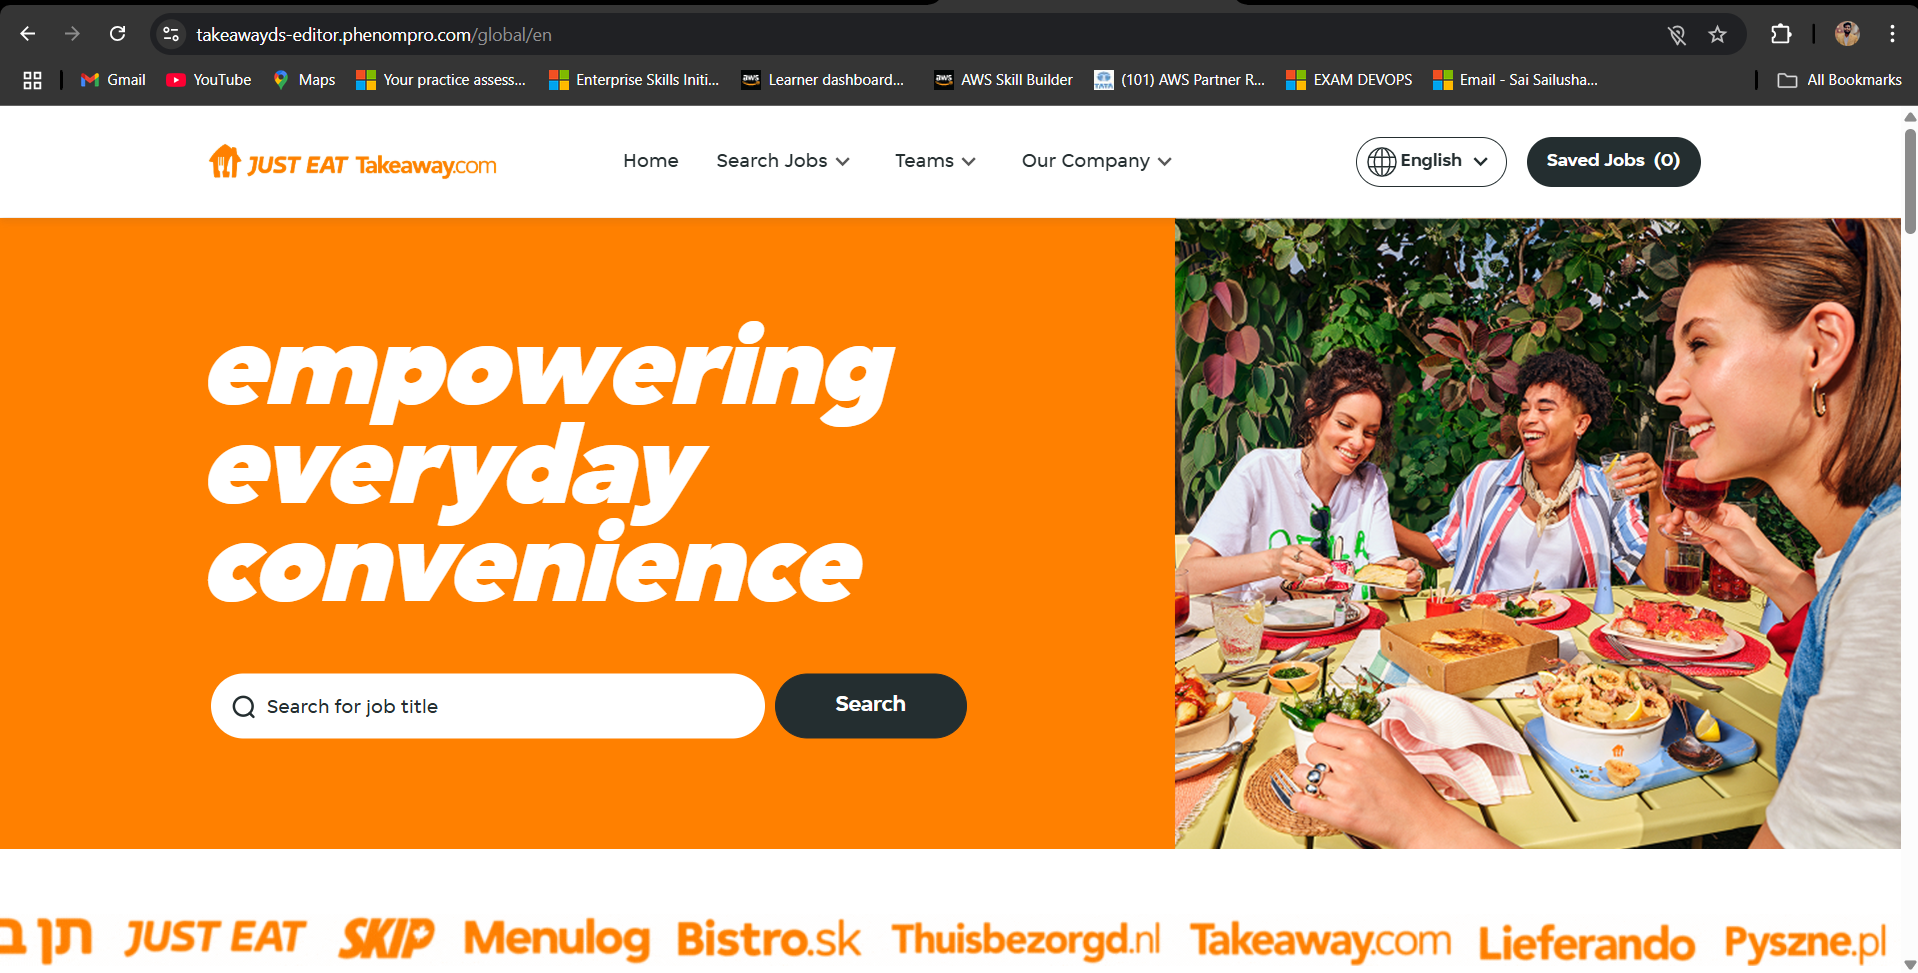 takeawayds-editor.phenompro.com/global/en
Gmail
YouTube
Maps
Your practice assess...
Enterprise Skills Initi...
aws
Learner dashboard...
aws
AWS Skill Builder
TATA
(101) AWS Partner R...
EXAM DEVOPS
Email - Sai Sailusha...
All Bookmarks
JUST EAT Takeaway.com
Home
Search Jobs
Teams
Our Company
English
Saved Jobs (0)
empowering
everyday
convenience
Search for job title
Search
תן ב
JUST EAT
SKIP
Menulog
Bistro.sk
Thuisbezorgd.nl
Takeaway.com
Lieferando
Pyszne.pl